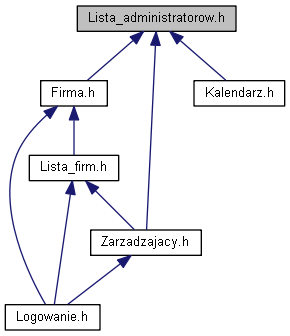 Lista_administratorow.h
Firma.h
Kalendarz.h
Lista_firm.h
Zarzadzajacy.h
Logowanie.h